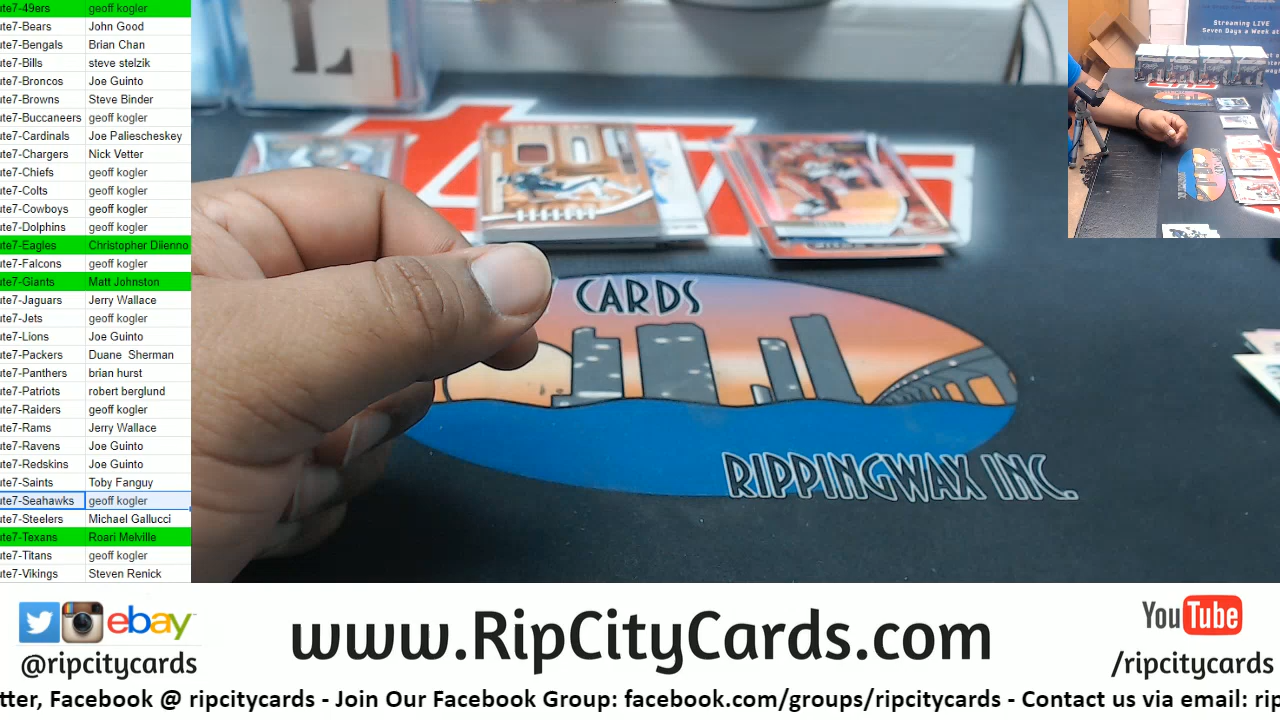 ute7-49ers geoff kogler
ute7-Bears John Good
ute7-Bengals Brian Chan
ute7-Bills steve stelzik
ute7-Broncos Joe Guinto
ute7-Browns Steve Binder
ute7-Buccaneers geoff kogler
ute7-Cardinals Joe Paliescheskey
ute7-Chargers Nick Vetter
ute7-Chiefs geoff kogler
ute7-Colts geoff kogler
ute7-Cowboys geoff kogler
ute7-Dolphins geoff kogler
ute7-Eagles Christopher DIienno
ute7-Falcons geoff kogler
ute7-Giants Matt Johnston
ute7-Jaguars Jerry Wallace
ute7-Jets geoff kogler
ute7-Lions Joe Guinto
ute7-Packers Duane Sherman
ute7-Panthers brian hurst
ute7-Patriots robert berglund
ute7-Raiders geoff kogler
ute7-Rams Jerry Wallace
ute7-Ravens Joe Guinto
ute7-Redskins Joe Guinto
ute7-Saints Toby Fanguy
ute7-Seahawks geoff kogler
ute7-Steelers Michael Gallucci
ute7-Texans Roari Melville
ute7-Titans geoff kogler
ute7-Vikings Steven Renick
L
CARDS
RIPPINGWAX INC.
Streaming LIVE
Seven Days a Week at
ebay
@ripcitycards
www.RipCityCards.com
YouTube
/ripcitycards
tter, Facebook @ ripcitycards - Join Our Facebook Group: facebook.com/groups/ripcitycards - Contact us via email: rip